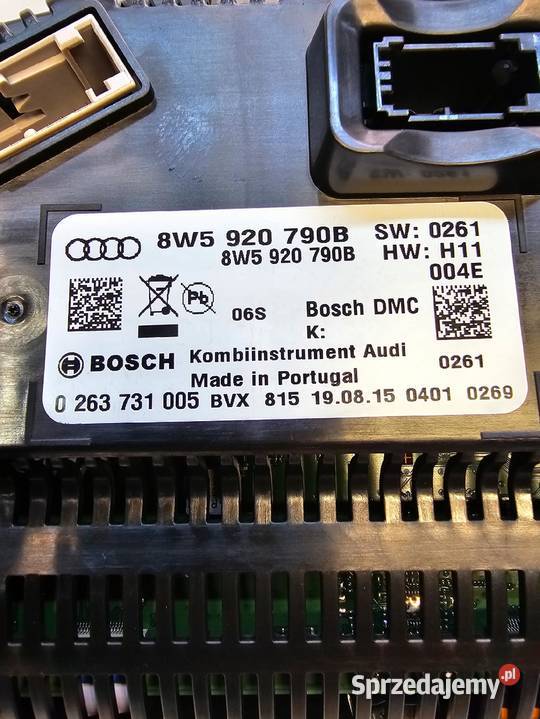 8W5 920 790B SW: 0261
8W5 920 790B HW: H11
004E
Pb
06S Bosch DMC
K:
BOSCH Kombiinstrument Audi 0261
Made in Portugal
0 263 731 005 BVX 815 19.08.15 0401 0269
Sprzedajemy.pl